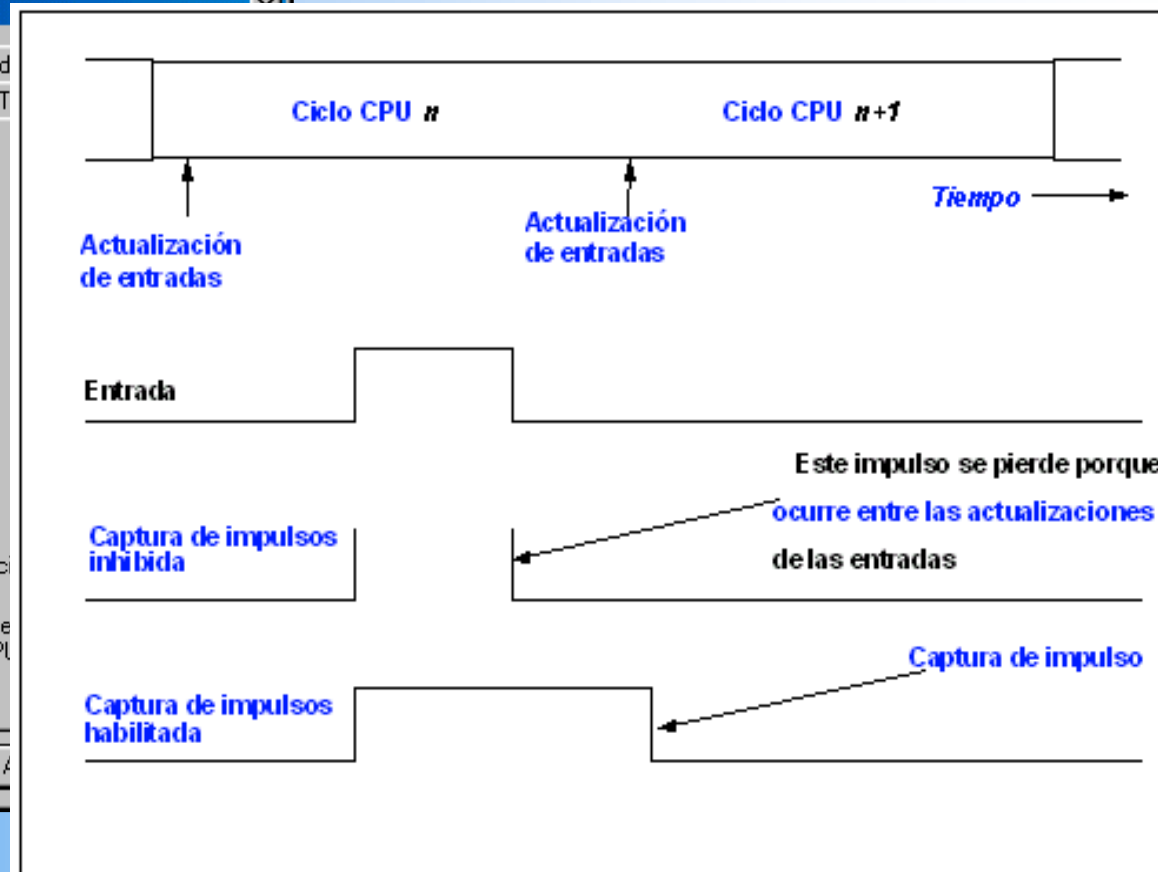 Ciclo CPU n
Ciclo CPU n+1
Tiempo
Actualización
de entradas
Actualización
de entradas
Entrada
Este impulso se pierde porque
ocurre entre las actualizaciones
de las entradas
Captura de impulsos
inhibida
Captura de impulso
Captura de impulsos
habilitada